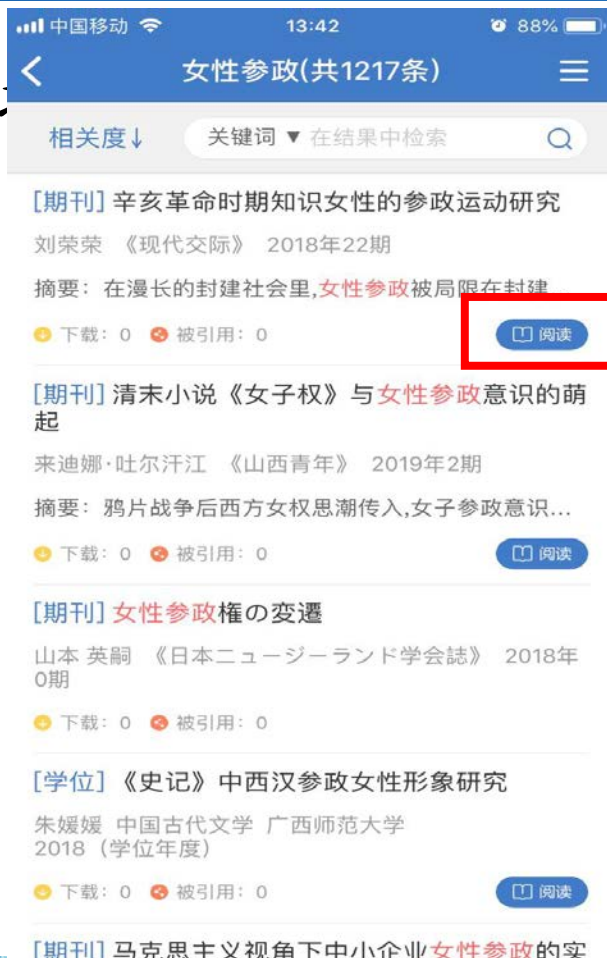 中国移动 13:42 88%
女性参政(共1217条)
相关度↓ 关键词 ▼ 在结果中检索
[期刊] 辛亥革命时期知识女性的参政运动研究
刘荣荣 《现代交际》 2018年22期
摘要：在漫长的封建社会里,女性参政被局限在封建...
下载：0 被引用：0 阅读
[期刊] 清末小说《女子权》与女性参政意识的萌
起
来迪娜·吐尔汗江 《山西青年》 2019年2期
摘要：鸦片战争后西方女权思潮传入,女子参政意识...
下载：0 被引用：0 阅读
[期刊] 女性参政権の変遷
山本 英嗣 《日本ニュージーランド学会誌》 2018年
0期
下载：0 被引用：0
[学位] 《史记》中西汉参政女性形象研究
朱媛媛 中国古代文学 广西师范大学
2018（学位年度）
下载：0 被引用：0 阅读
[期刊] 马克思主义视角下中小企业女性参政的实